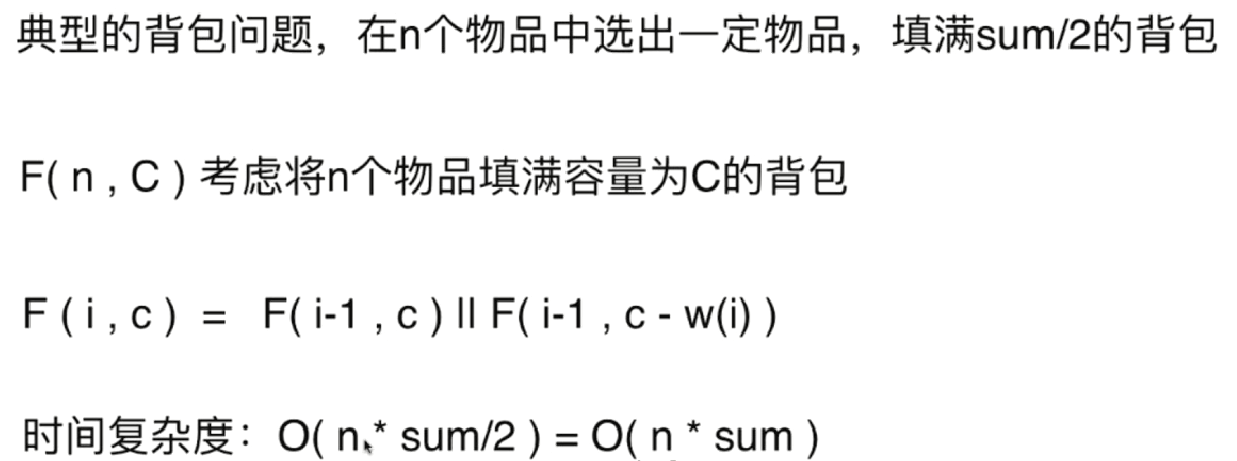 典型的背包问题，在n个物品中选出一定物品，填满sum/2的背包
F( n , C ) 考虑将n个物品填满容量为C的背包
F ( i , c ) = F( i-1 , c ) || F( i-1 , c - w(i) )
时间复杂度：O( n * sum/2 ) = O( n * sum )